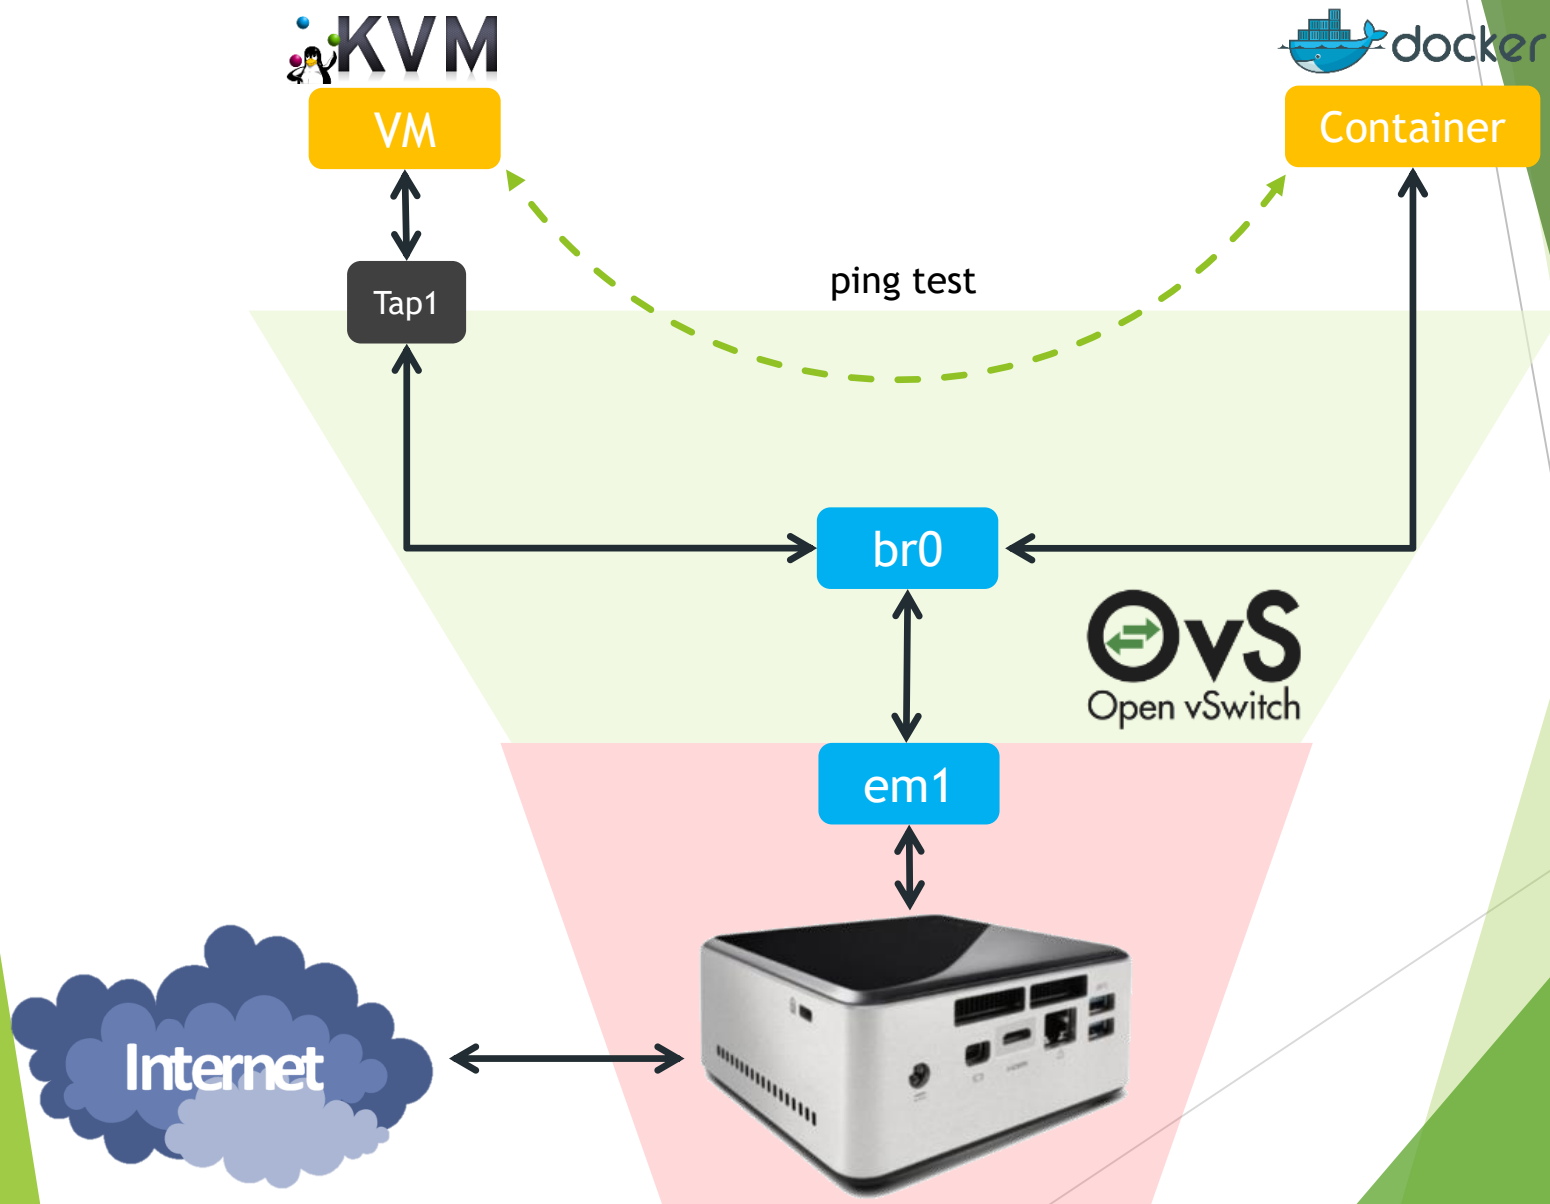 KVM
docker
VM
Container
Tap1
ping test
br0
OvS
Open vSwitch
em1
Internet